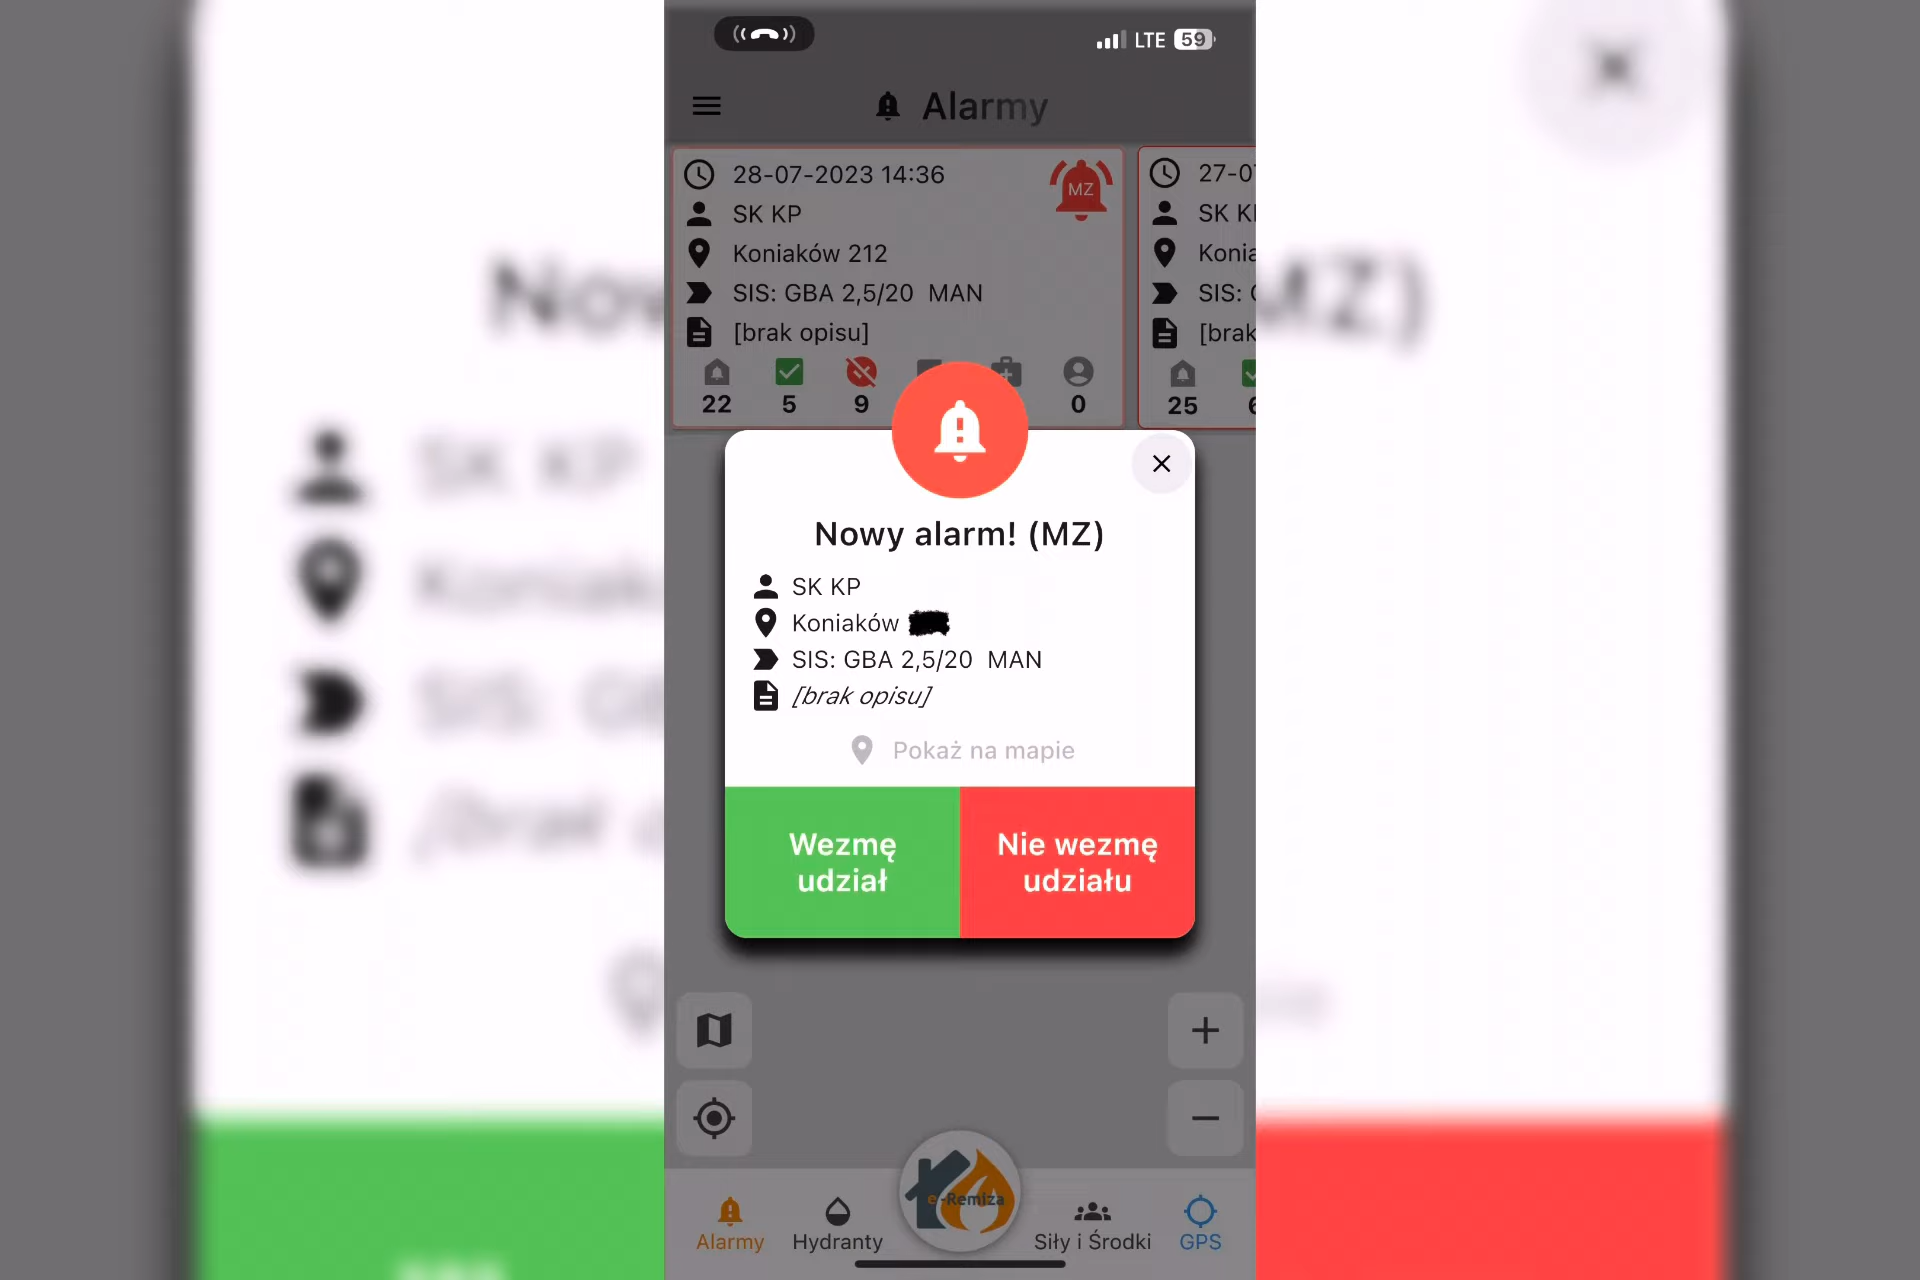 LTE 59
Alarmy
28-07-2023 14:36
MZ
SK KP
Koniaków 212
SIS: GBA 2,5/20 MAN
[brak opisu]
22 5 9 0
27-0
SK K
Konia
SIS:
[brak
25
Nowy alarm! (MZ)
SK KP
Koniaków
SIS: GBA 2,5/20 MAN
[brak opisu]
Pokaż na mapie
Wezmę
udział
Nie wezmę
udziału
e-Remiza
Alarmy
Hydranty
Siły i Środki
GPS